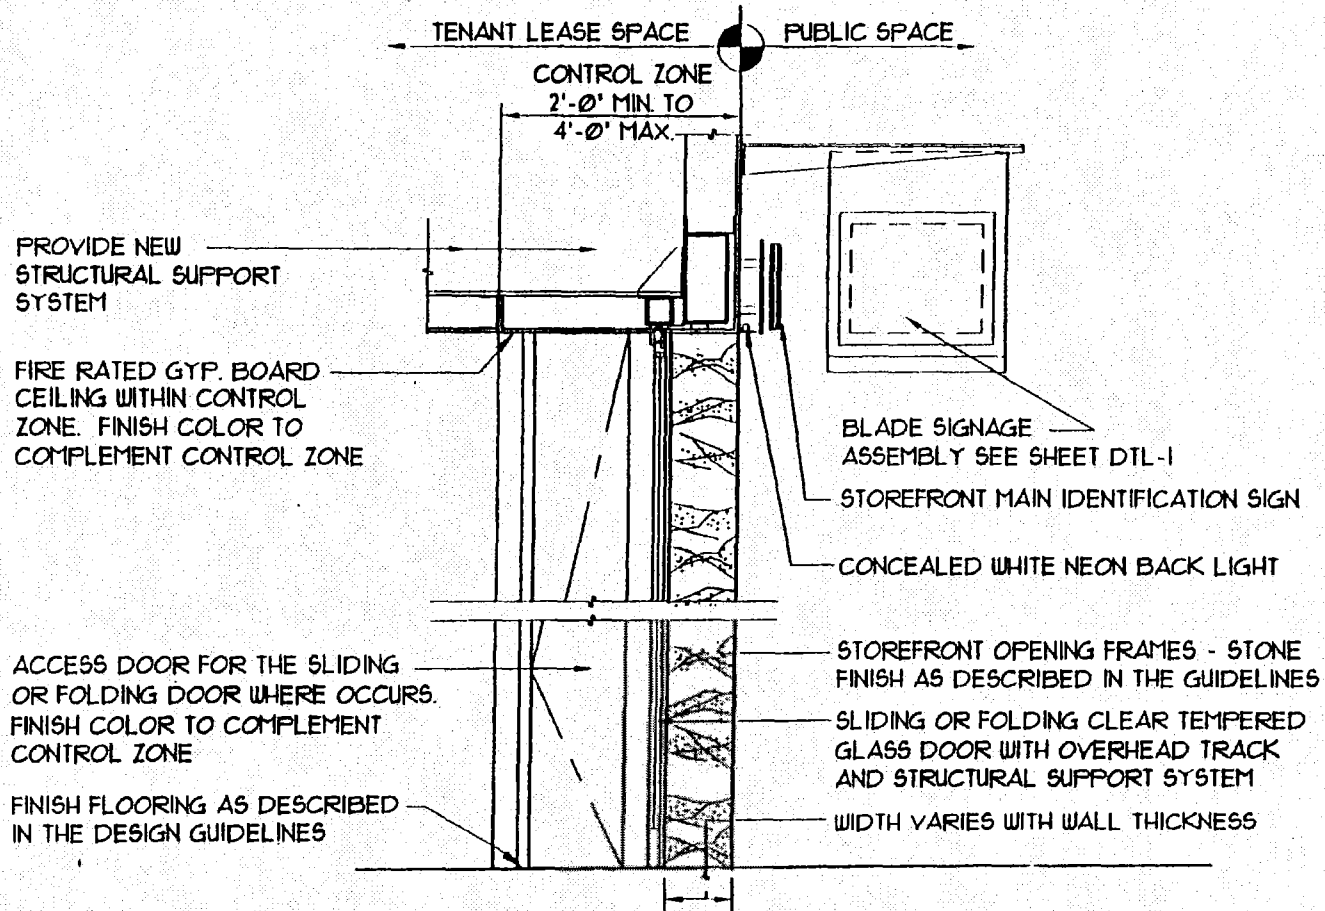 TENANT LEASE SPACE
PUBLIC SPACE
CONTROL ZONE
2'-0' MIN. TO
4'-0' MAX.
PROVIDE NEW
STRUCTURAL SUPPORT
SYSTEM
FIRE RATED GYP. BOARD
CEILING WITHIN CONTROL
ZONE. FINISH COLOR TO
COMPLEMENT CONTROL ZONE
BLADE SIGNAGE
ASSEMBLY SEE SHEET DTL-1
STOREFRONT MAIN IDENTIFICATION SIGN
CONCEALED WHITE NEON BACK LIGHT
ACCESS DOOR FOR THE SLIDING
OR FOLDING DOOR WHERE OCCURS.
FINISH COLOR TO COMPLEMENT
CONTROL ZONE
STOREFRONT OPENING FRAMES - STONE
FINISH AS DESCRIBED IN THE GUIDELINES
SLIDING OR FOLDING CLEAR TEMPERED
GLASS DOOR WITH OVERHEAD TRACK
AND STRUCTURAL SUPPORT SYSTEM
FINISH FLOORING AS DESCRIBED
IN THE DESIGN GUIDELINES
WIDTH VARIES WITH WALL THICKNESS